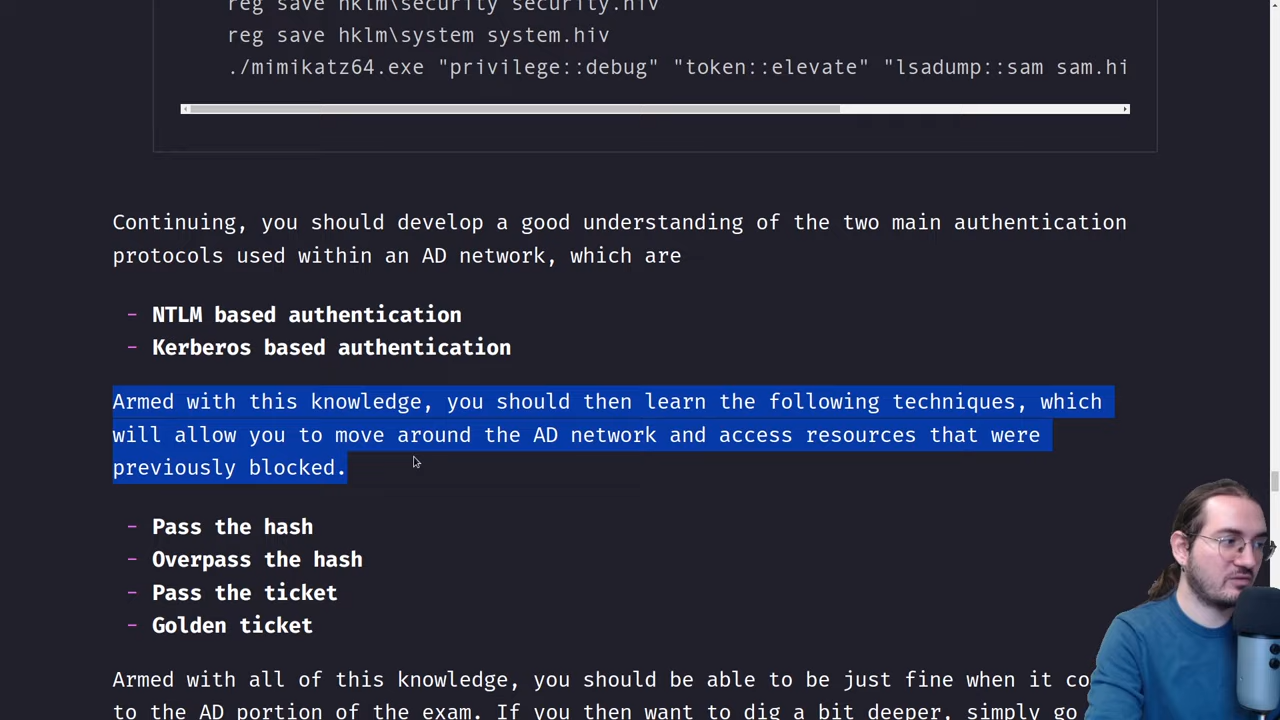 reg save hklm\security security.hiv
reg save hklm\system system.hiv
./mimikatz64.exe "privilege::debug" "token::elevate" "lsadump::sam sam.hi
Continuing, you should develop a good understanding of the two main authentication
protocols used within an AD network, which are
- NTLM based authentication
- Kerberos based authentication
Armed with this knowledge, you should then learn the following techniques, which
will allow you to move around the AD network and access resources that were
previously blocked.
- Pass the hash
- Overpass the hash
- Pass the ticket
- Golden ticket
Armed with all of this knowledge, you should be able to be just fine when it co
to the AD portion of the exam. If you then want to dig a bit deeper, simply go